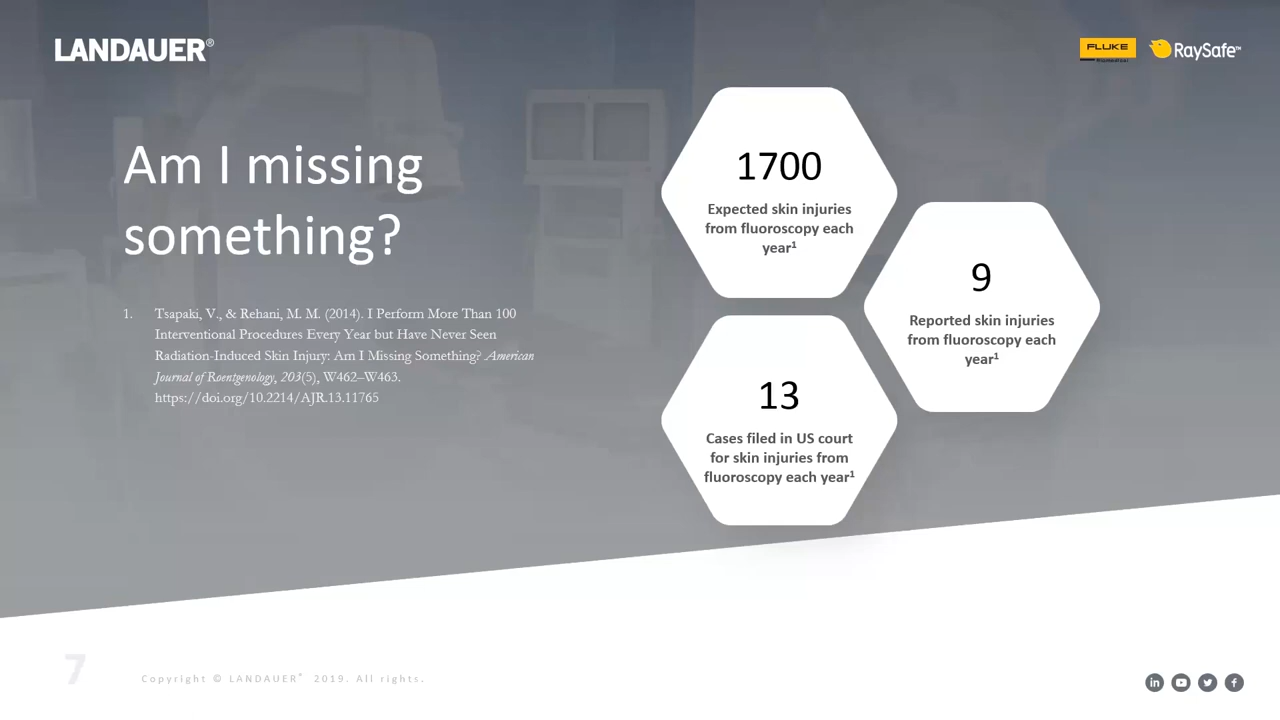 LANDAUER®
FLUKE
Biomedical
RaySafe™
Am I missing
something?
1. Tsapaki, V., & Rehani, M. M. (2014). I Perform More Than 100
Interventional Procedures Every Year but Have Never Seen
Radiation-Induced Skin Injury: Am I Missing Something? American
Journal of Roentgenology, 203(5), W462–W463.
https://doi.org/10.2214/AJR.13.11765
1700
Expected skin injuries
from fluoroscopy each
year¹
9
Reported skin injuries
from fluoroscopy each
year¹
13
Cases filed in US court
for skin injuries from
fluoroscopy each year¹
7
Copyright © LANDAUER® 2019. All rights.